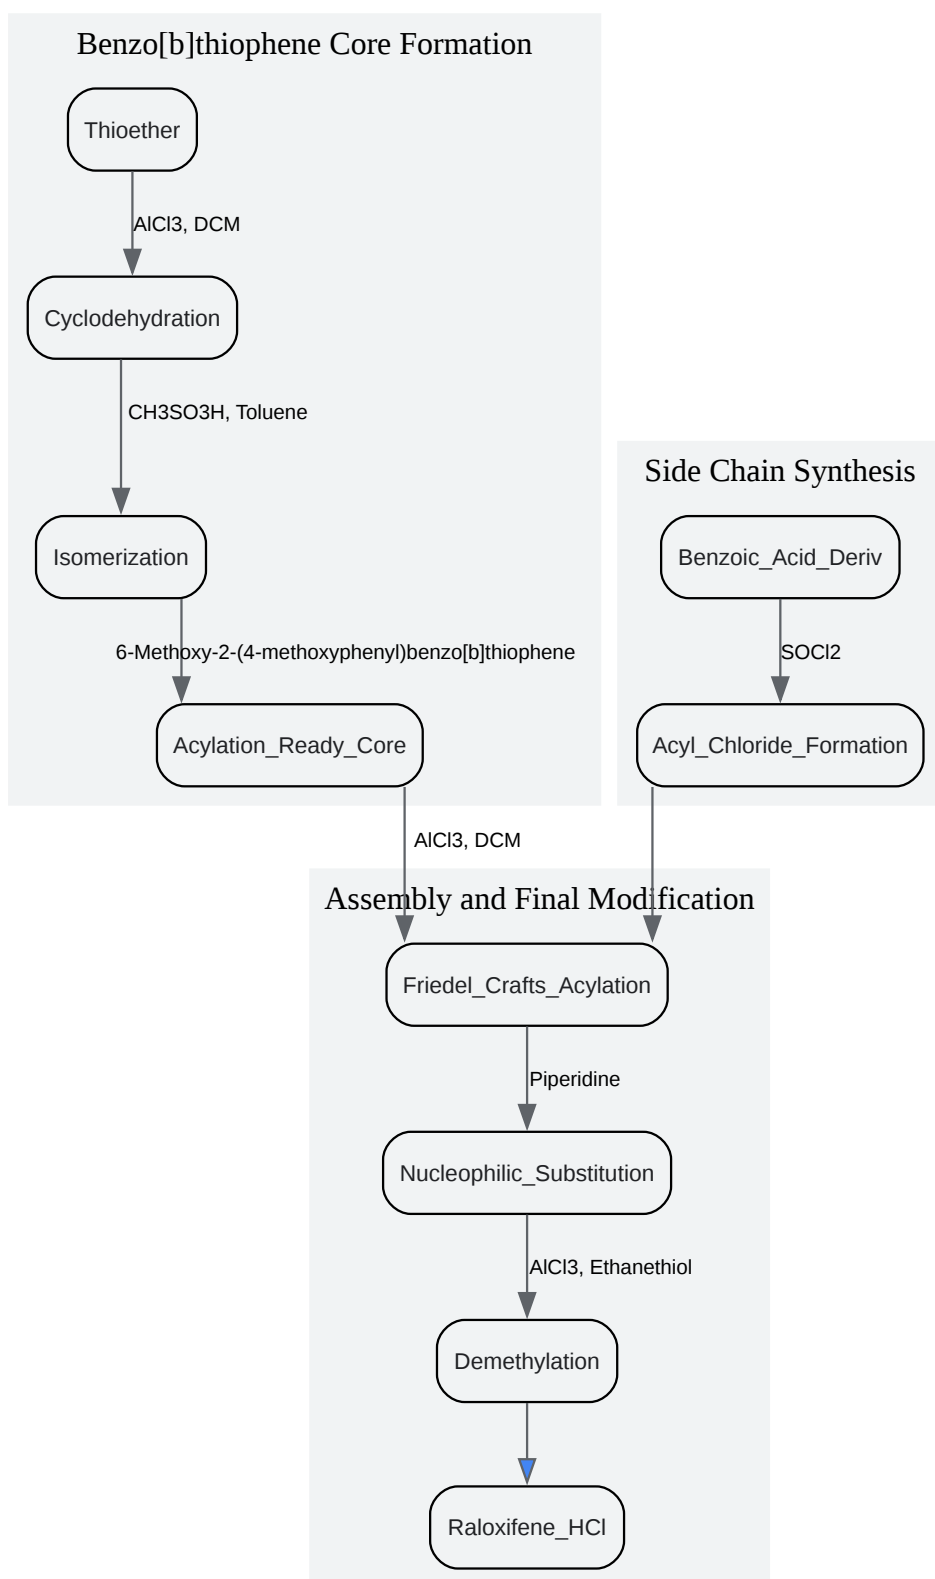 Benzo[b]thiophene Core Formation
Thioether
AlCl3, DCM
Cyclodehydration
CH3SO3H, Toluene
Isomerization
6-Methoxy-2-(4-methoxyphenyl)benzo[b]thiophene
Acylation_Ready_Core
Side Chain Synthesis
Benzoic_Acid_Deriv
SOCl2
Acyl_Chloride_Formation
AlCl3, DCM
Assembly and Final Modification
Friedel_Crafts_Acylation
Piperidine
Nucleophilic_Substitution
AlCl3, Ethanethiol
Demethylation
Raloxifene_HCl